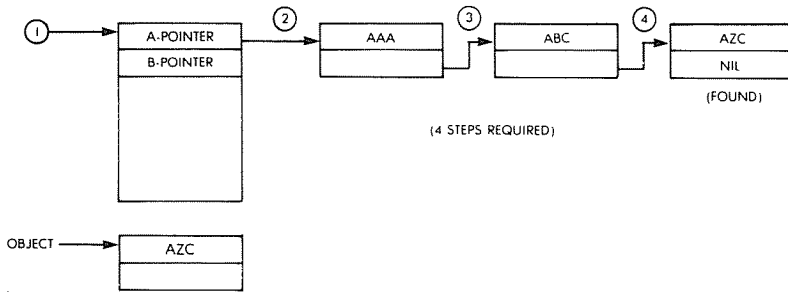 1
2
3
4
A-POINTER
B-POINTER
AAA
ABC
AZC
NIL
(FOUND)
(4 STEPS REQUIRED)
OBJECT
AZC